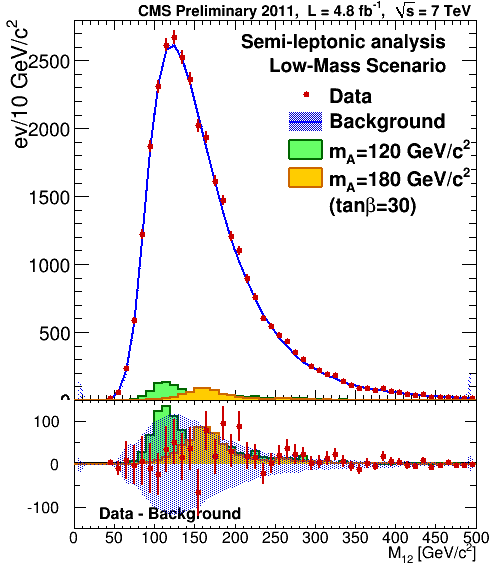 CMS Preliminary 2011, L = 4.8 fb⁻¹, √s = 7 TeV
ev/10 GeV/c²
Semi-leptonic analysis
Low-Mass Scenario
Data
Background
m_A=120 GeV/c²
m_A=180 GeV/c²
(tanβ=30)
2500
2000
1500
1000
500
0
100
0
-100
Data - Background
0 50 100 150 200 250 300 350 400 450 500
M₁₂ [GeV/c²]